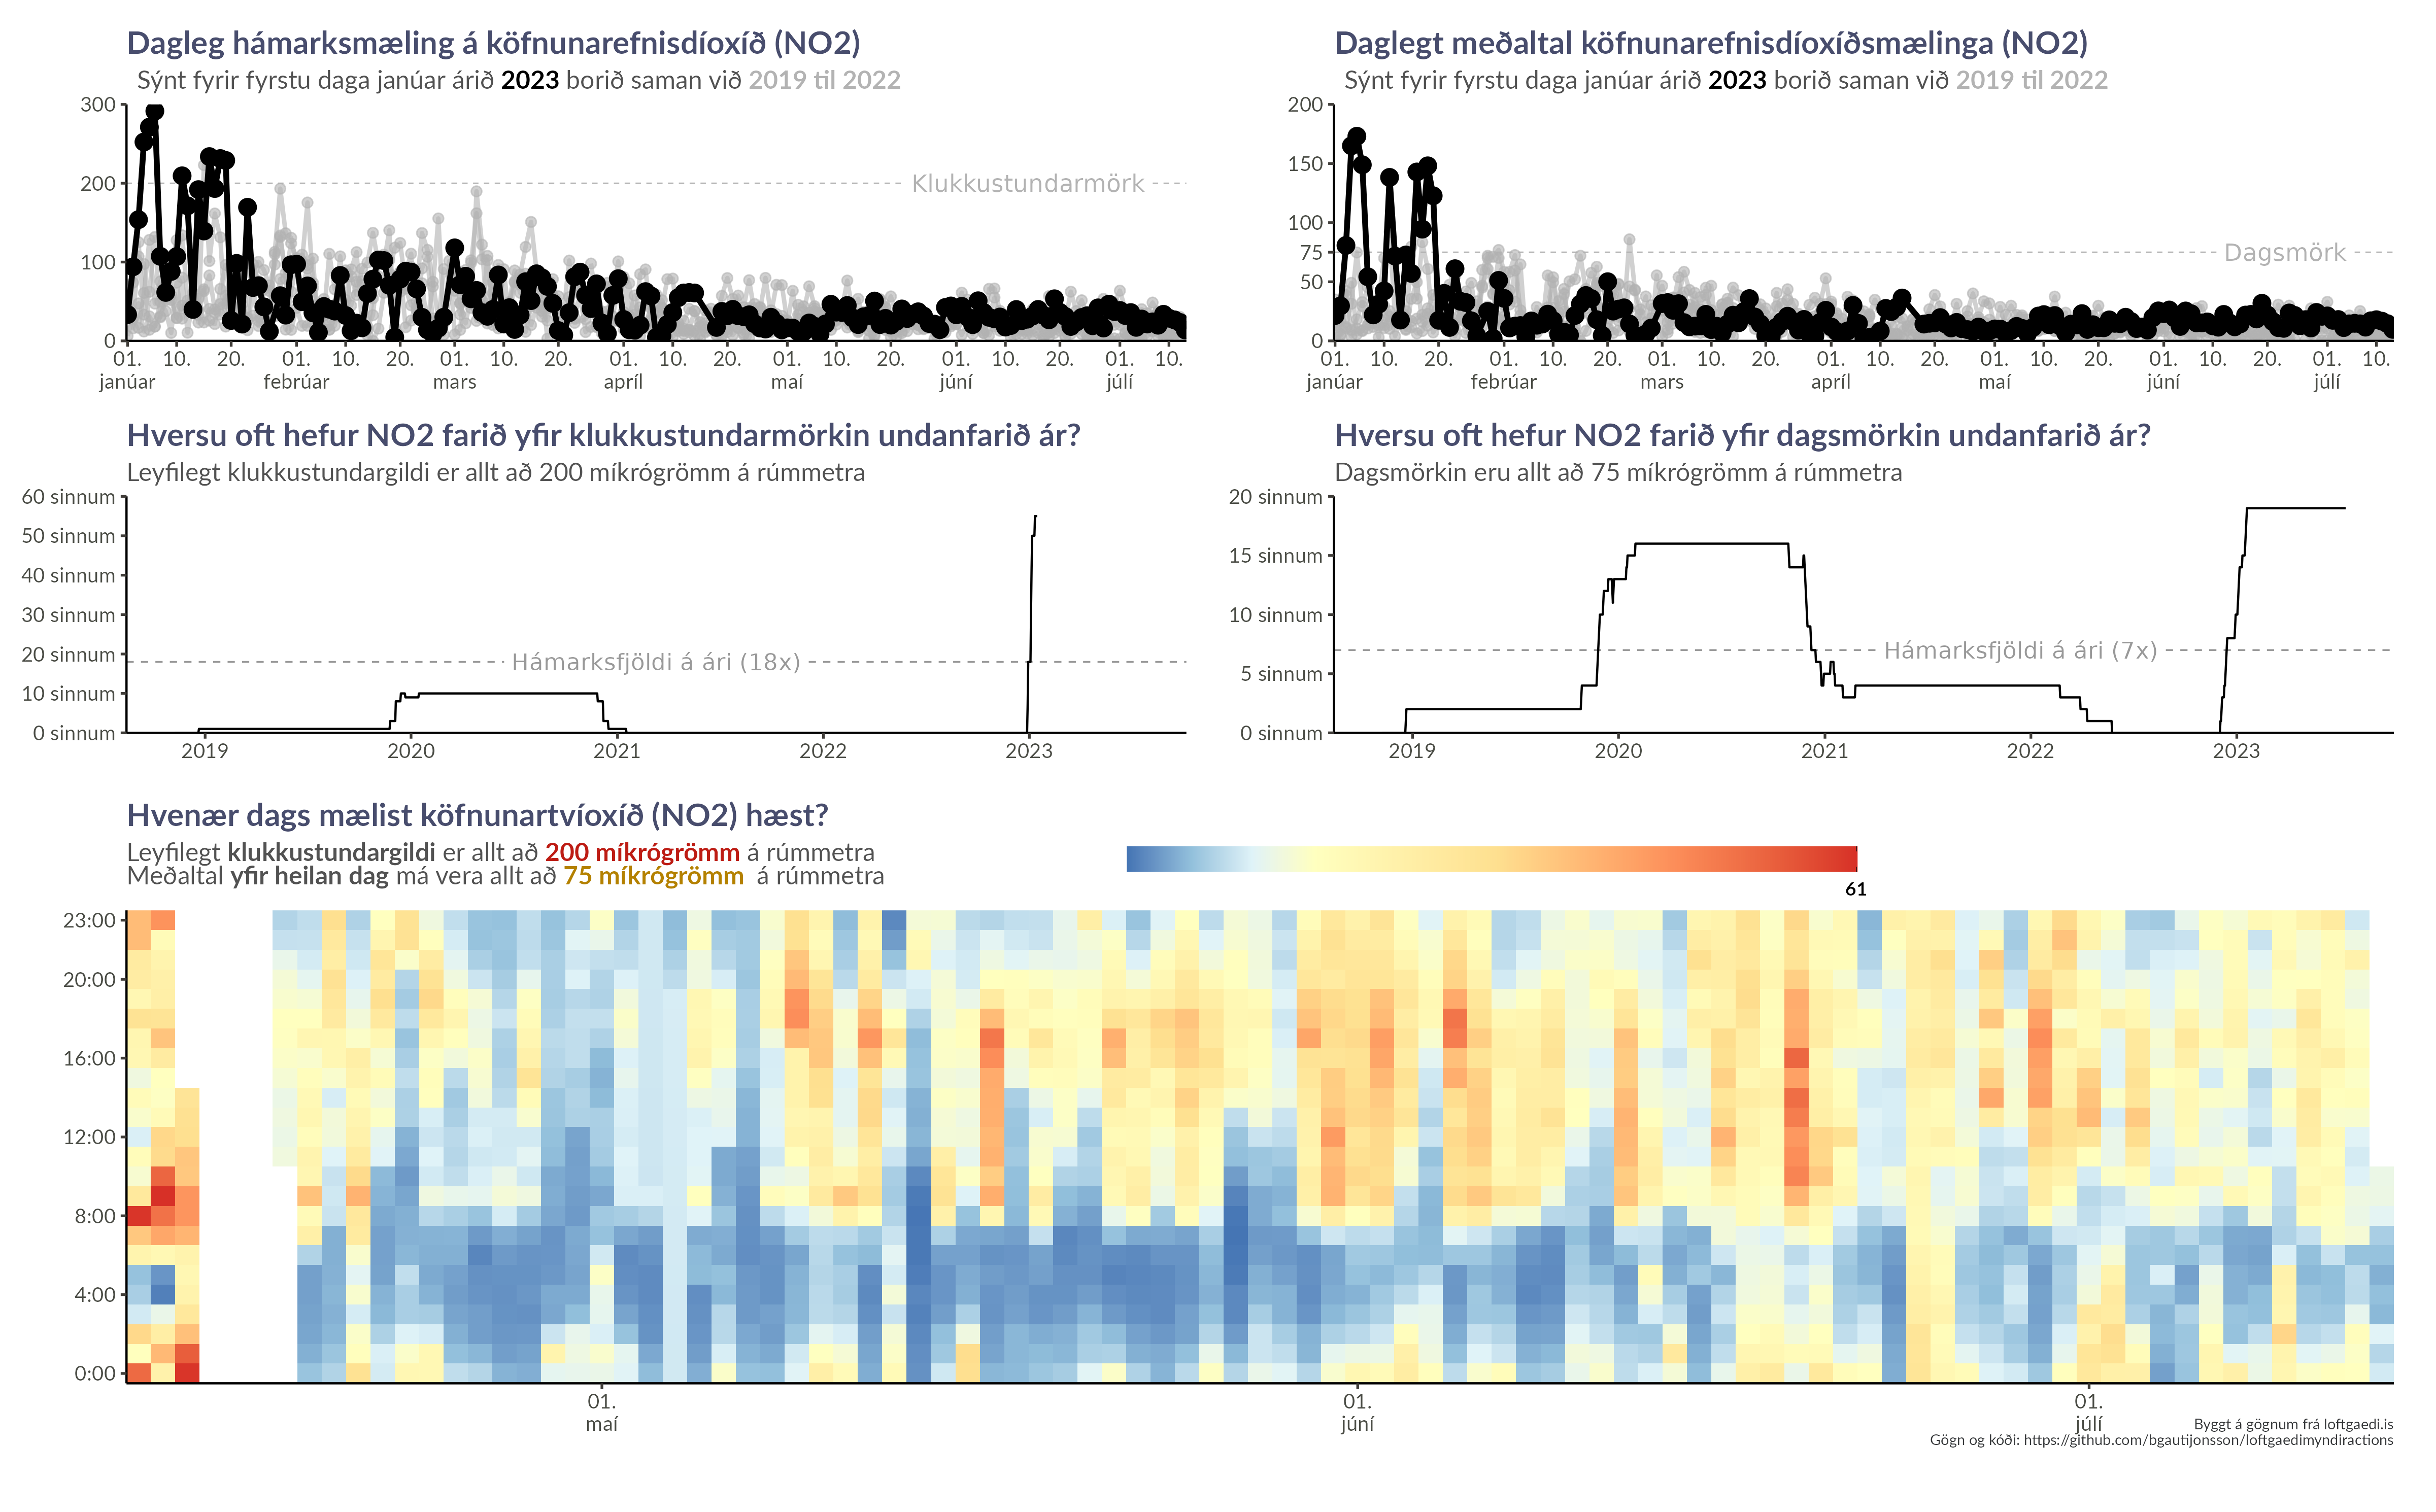 Dagleg hámarksmæling á köfnunarefnisdíoxíð (NO2)
Sýnt fyrir fyrstu daga janúar árið 2023 borið saman við 2019 til 2022
300
200
100
0
Klukkustundarmörk
01. 10. 20. 01. 10. 20. 01. 10. 20. 01. 10. 20. 01. 10. 20. 01. 10. 20. 01. 10.
janúar febrúar mars apríl maí júní júlí
Daglegt meðaltal köfnunarefnisdíoxíðsmælinga (NO2)
Sýnt fyrir fyrstu daga janúar árið 2023 borið saman við 2019 til 2022
200
150
100
75
50
0
Dagsmörk
01. 10. 20. 01. 10. 20. 01. 10. 20. 01. 10. 20. 01. 10. 20. 01. 10. 20. 01. 10.
janúar febrúar mars apríl maí júní júlí
Hversu oft hefur NO2 farið yfir klukkustundarmörkin undanfarið ár?
Leyfilegt klukkustundargildi er allt að 200 míkrógrömm á rúmmetra
60 sinnum
50 sinnum
40 sinnum
30 sinnum
20 sinnum
10 sinnum
0 sinnum
Hámarksfjöldi á ári (18x)
2019 2020 2021 2022 2023
Hversu oft hefur NO2 farið yfir dagsmörkin undanfarið ár?
Dagsmörkin eru allt að 75 míkrógrömm á rúmmetra
20 sinnum
15 sinnum
10 sinnum
5 sinnum
0 sinnum
Hámarksfjöldi á ári (7x)
2019 2020 2021 2022 2023
Hvenær dags mælist köfnunartvíoxíð (NO2) hæst?
Leyfilegt klukkustundargildi er allt að 200 míkrógrömm á rúmmetra
Meðaltal yfir heilan dag má vera allt að 75 míkrógrömm á rúmmetra
61
23:00
20:00
16:00
12:00
8:00
4:00
0:00
01. 01. 01.
maí júní júlí
Byggt á gögnum frá loftgaedi.is
Gögn og kóði: https://github.com/bgautijonsson/loftgaedimyndiractions